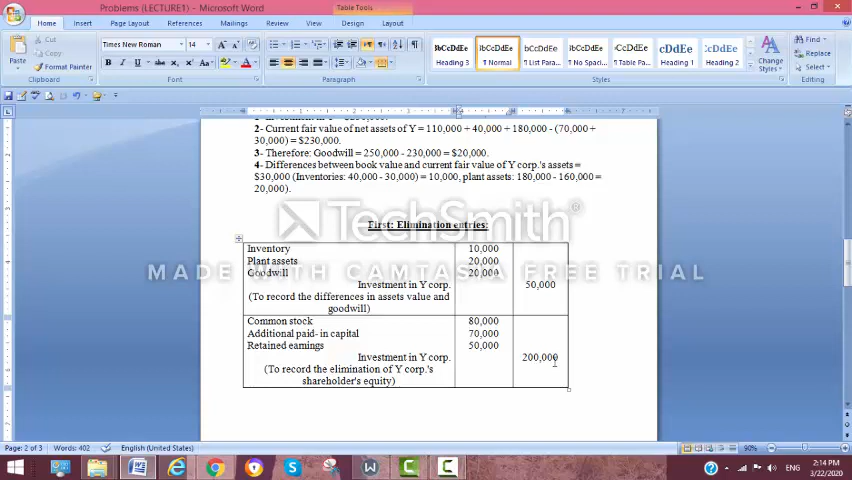 Problems (LECTURE1) - Microsoft Word
Table Tools
Home Insert Page Layout References Mailings Review View Design Layout
Cut
Copy
Format Painter
Paste
Clipboard
Times New Roman 14
Font
Paragraph
AaBbCcDdEe Heading 3
AaBbCcDdEe ¶ Normal
¶ List Para...
¶ No Spaci...
¶ Table Pa...
Heading 1
Heading 2
Change Styles
Styles
Find
Replace
Select
Editing
2- Current fair value of net assets of Y = 110,000 + 40,000 + 180,000 - (70,000 +
30,000) = $230,000.
3- Therefore: Goodwill = 250,000 - 230,000 = $20,000.
4- Differences between book value and current fair value of Y corp.'s assets =
$30,000 (Inventories: 40,000 - 30,000) = 10,000, plant assets: 180,000 - 160,000 =
20,000).
First: Elimination entries:
TechSmith®
MADE WITH CAMTASIA FREE TRIAL
Inventory 10,000
Plant assets 20,000
Goodwill 20,000
Investment in Y corp. 50,000
(To record the differences in assets value and
goodwill)
Common stock 80,000
Additional paid- in capital 70,000
Retained earnings 50,000
Investment in Y corp. 200,000
(To record the elimination of Y corp.'s
shareholder's equity)
Page: 2 of 3 Words: 402 English (United States) 90%
ENG
2:14 PM
3/22/2020